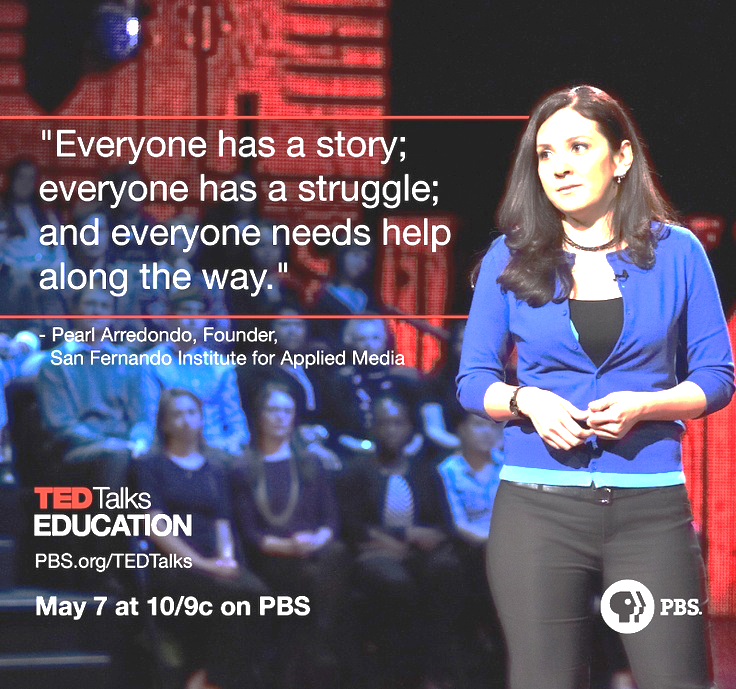 "Everyone has a story;
everyone has a struggle;
and everyone needs help
along the way."
- Pearl Arredondo, Founder,
San Fernando Institute for Applied Media
TEDTalks
EDUCATION
PBS.org/TEDTalks
May 7 at 10/9c on PBS
PBS.